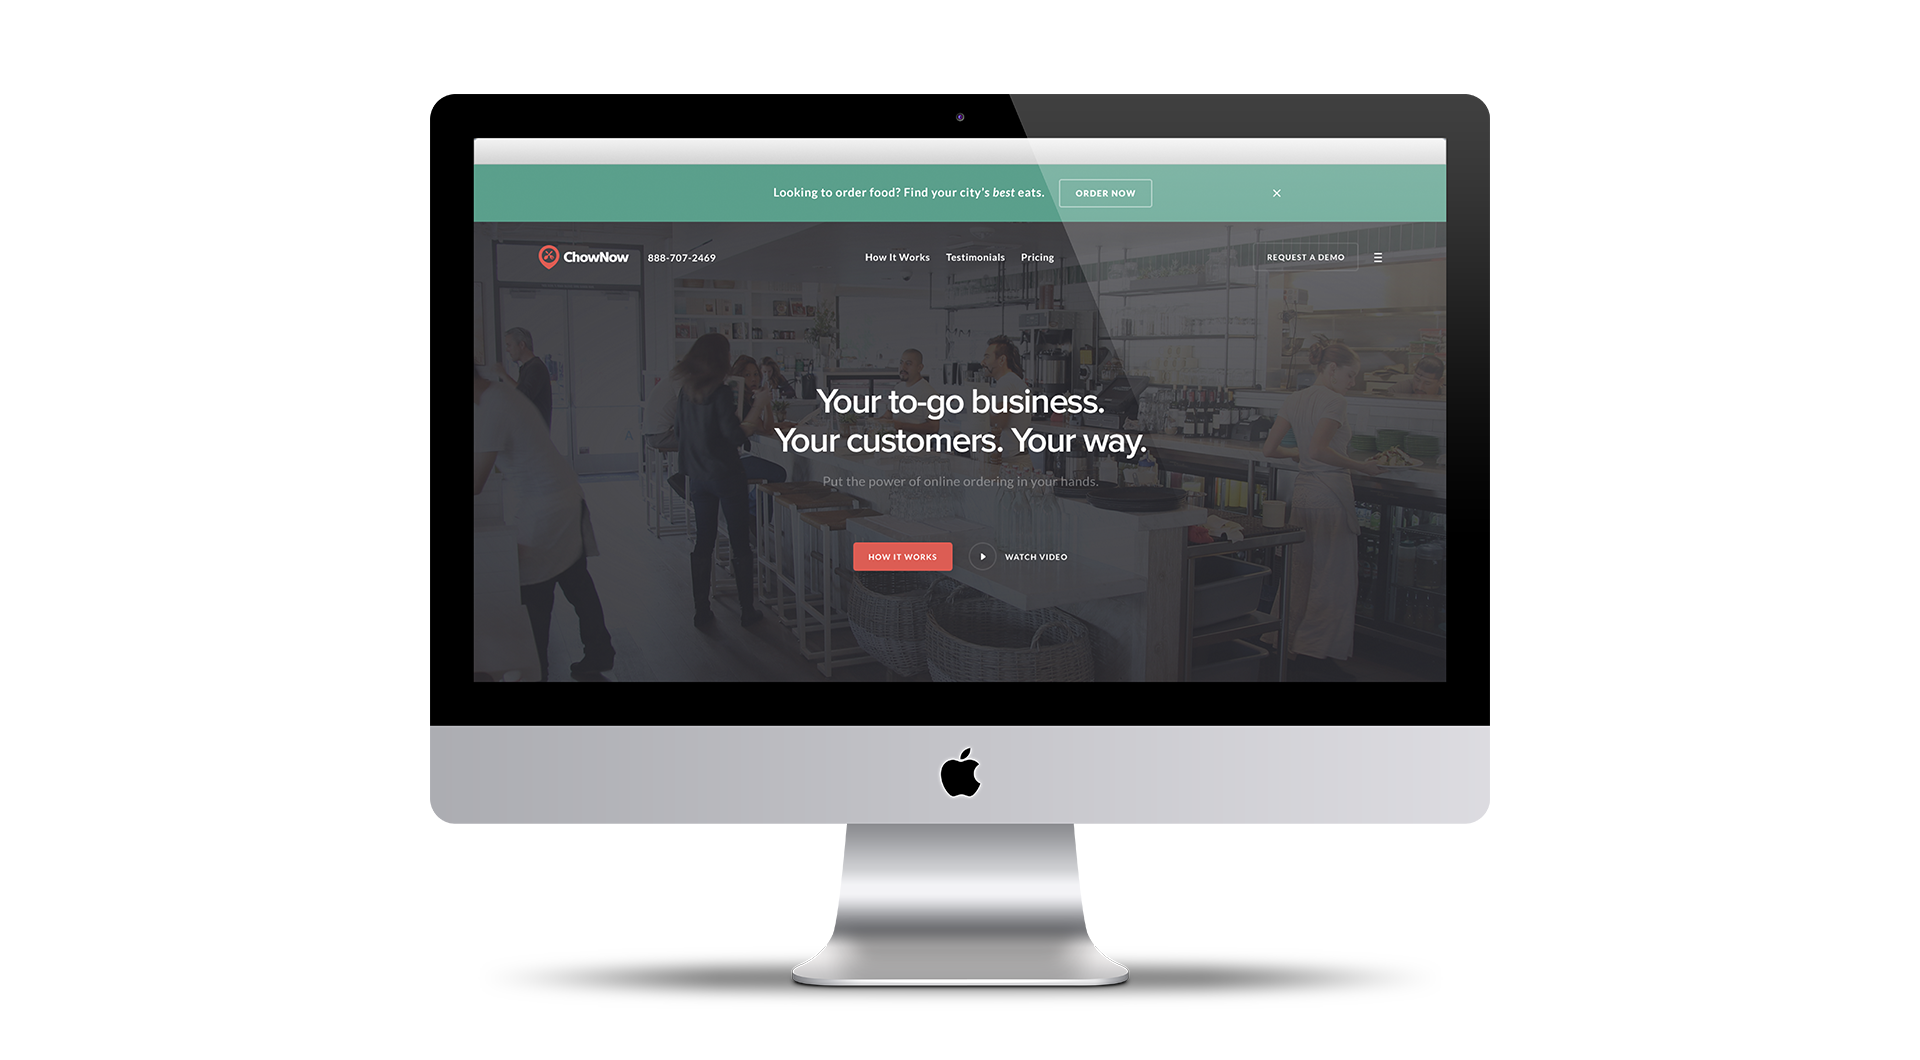 Looking to order food? Find your city's best eats. ORDER NOW
ChowNow 888-707-2469 How It Works Testimonials Pricing REQUEST A DEMO
Your to-go business.
Your customers. Your way.
Put the power of online ordering in your hands.
HOW IT WORKS WATCH VIDEO